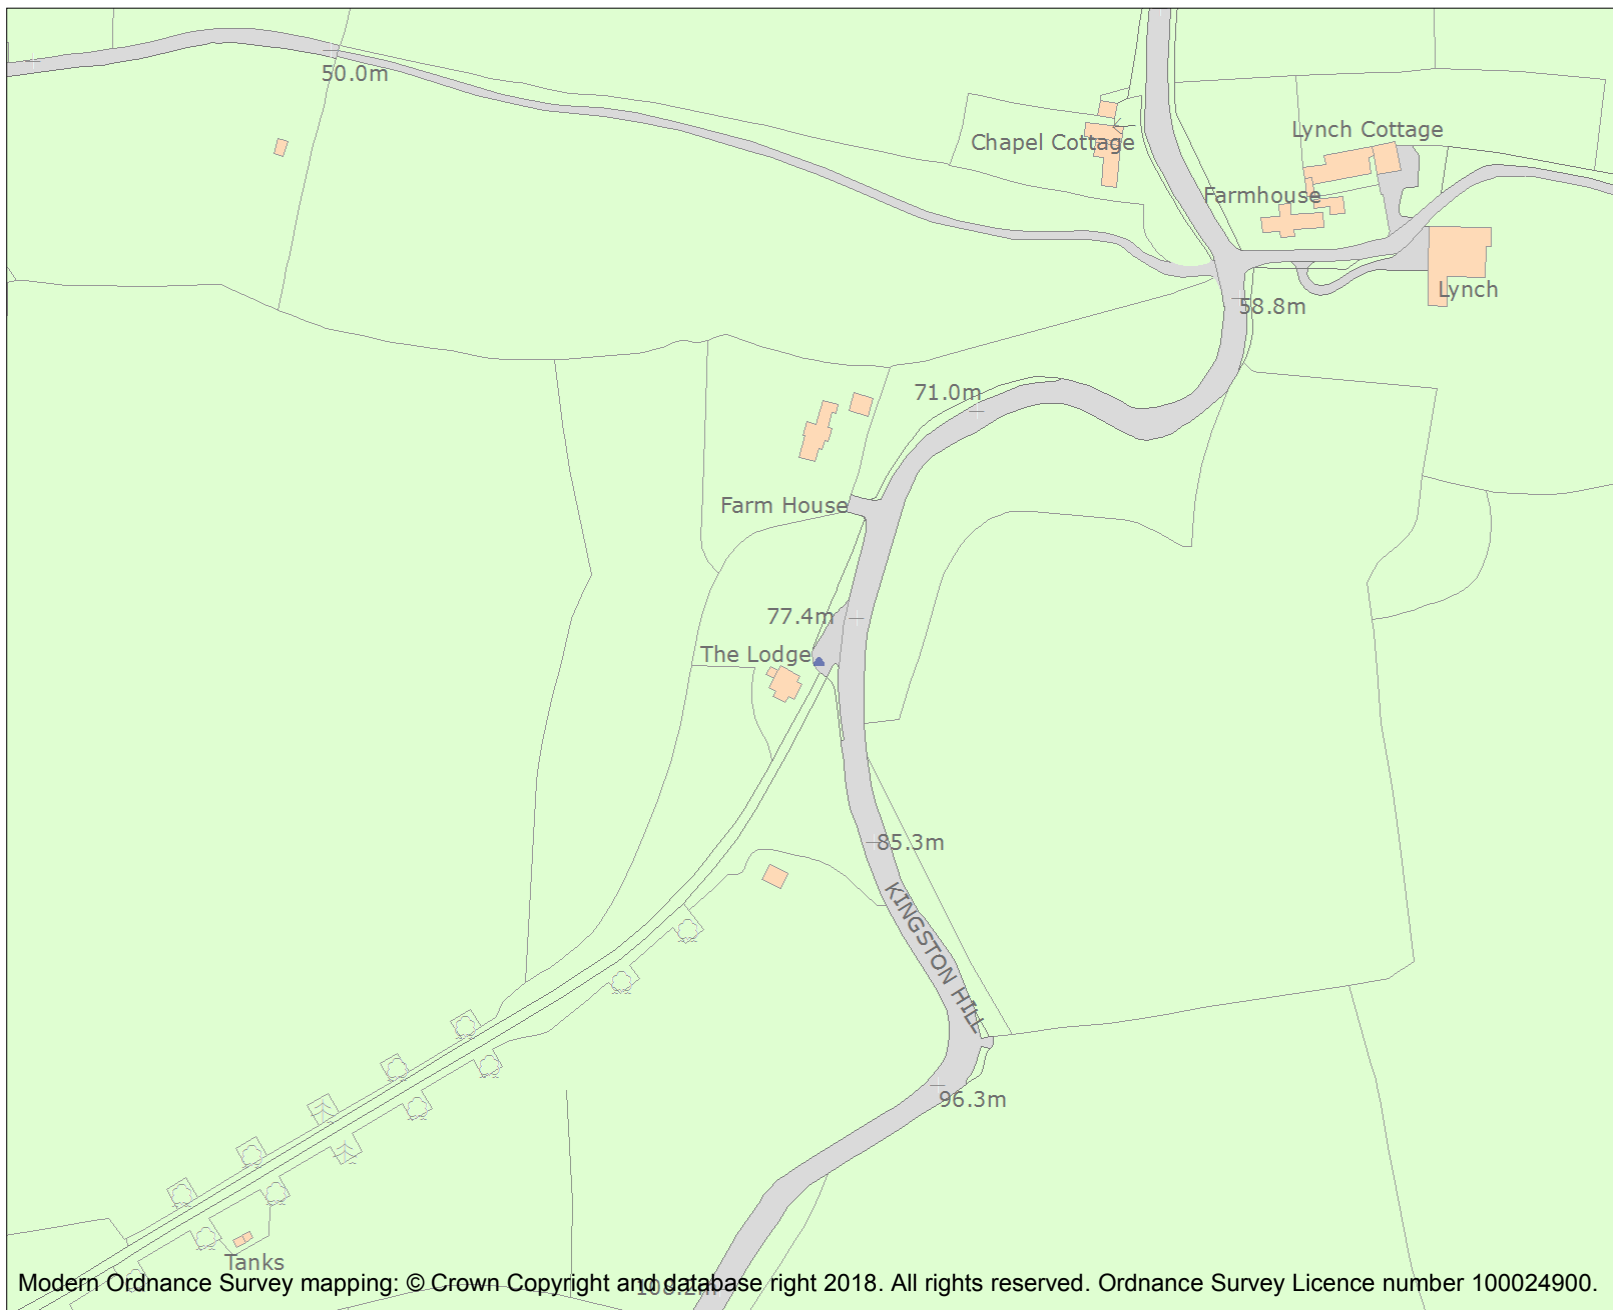 50.0m
Lynch Cottage
Chapel Cottage
Farmhouse
Lynch
58.8m
71.0m
Farm House
77.4m
The Lodge
85.3m
KINGSTON HILL
96.3m
Tanks
Modern Ordnance Survey mapping: © Crown Copyright and database right 2018. All rights reserved. Ordnance Survey Licence number 100024900.